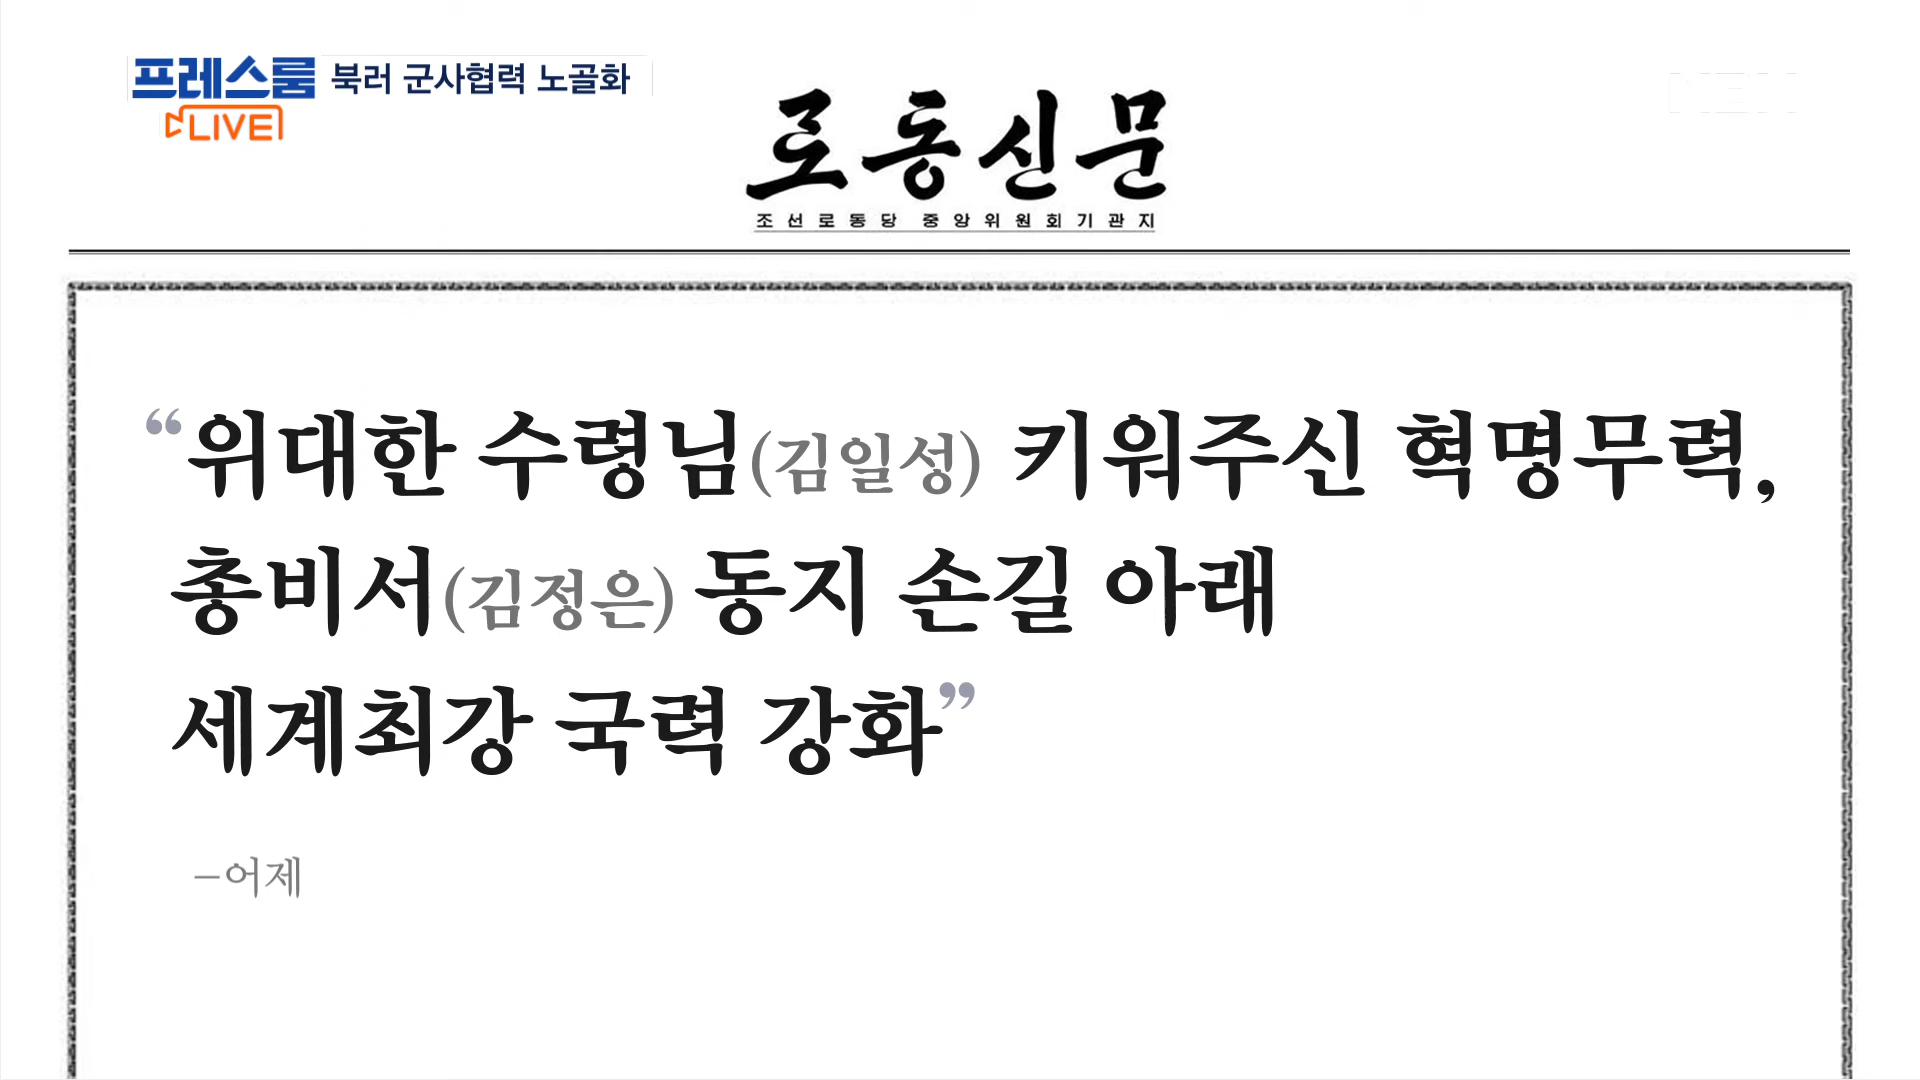 프레스룸 북러 군사협력 노골화
LIVE
로동신문
조선로동당 중앙위원회기관지
“위대한 수령님(김일성) 키워주신 혁명무력,
총비서(김정은) 동지 손길 아래
세계최강 국력 강화”
–어제